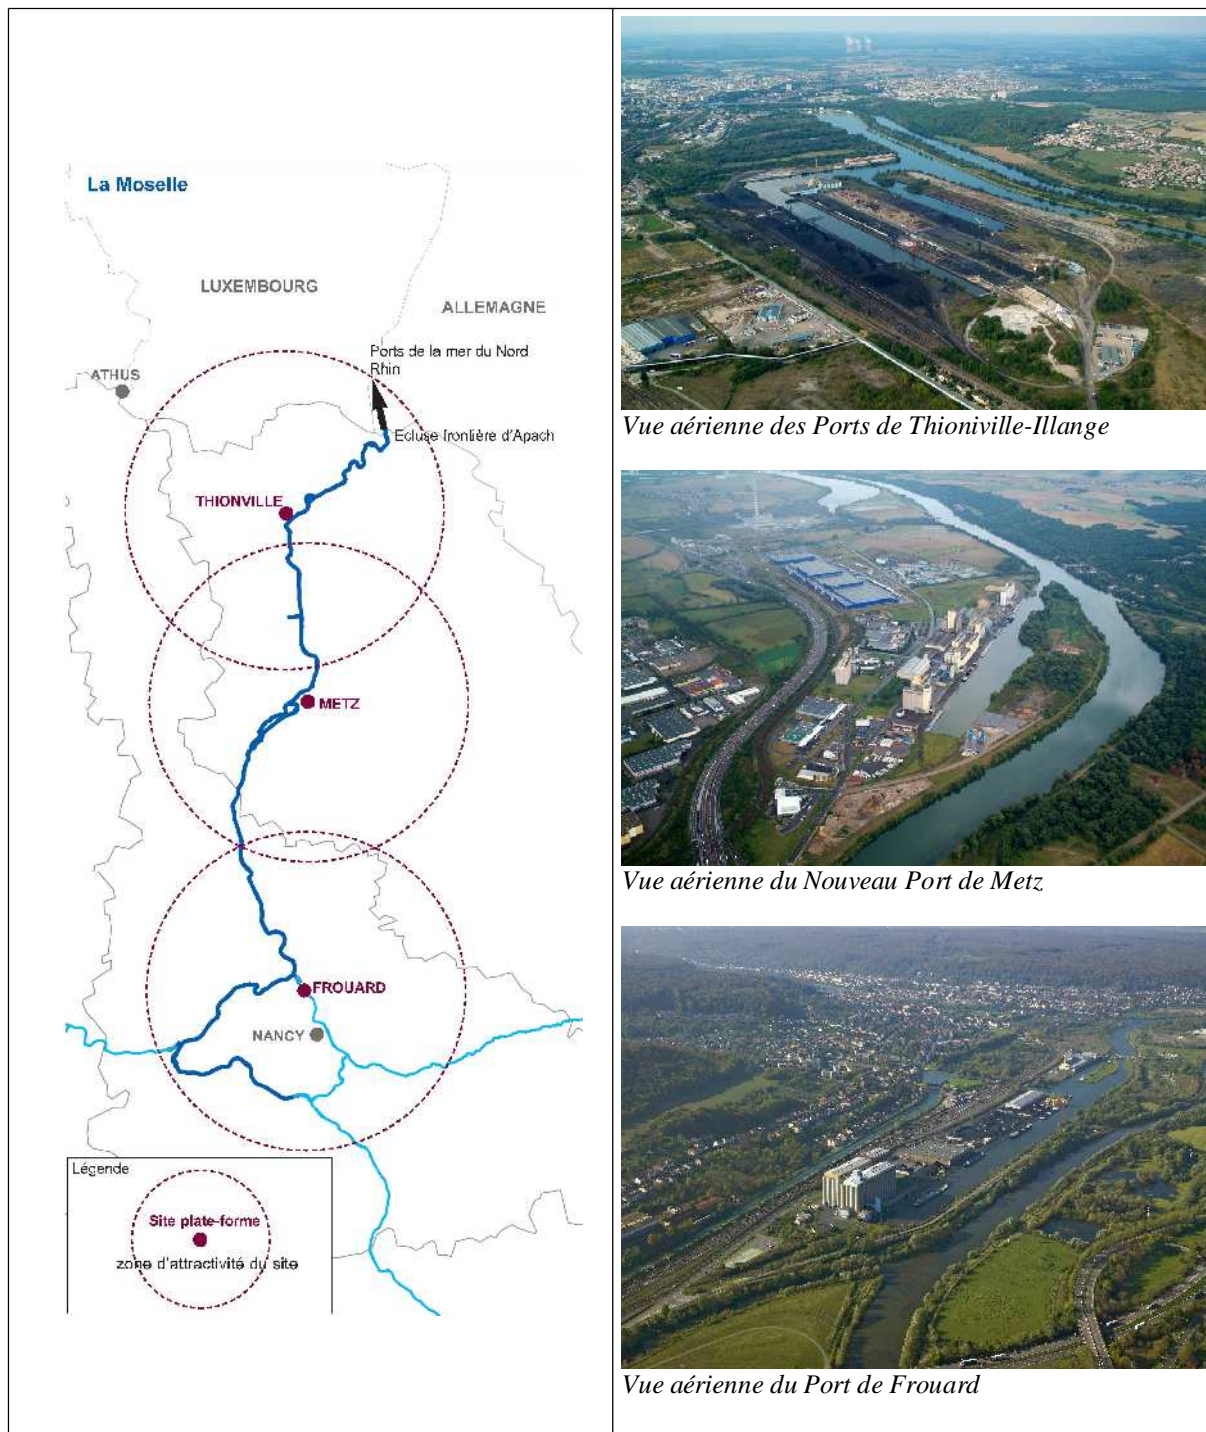 La Moselle
LUXEMBOURG
ALLEMAGNE
Ports de la mer du Nord
Rhin
ATHUS
Ecluse frontière d'Apach
THIONVILLE
METZ
FROUARD
NANCY
Légende
Site plate-forme
zone d'attractivité du site
Vue aérienne des Ports de Thioniville-Illange
Vue aérienne du Nouveau Port de Metz
Vue aérienne du Port de Frouard